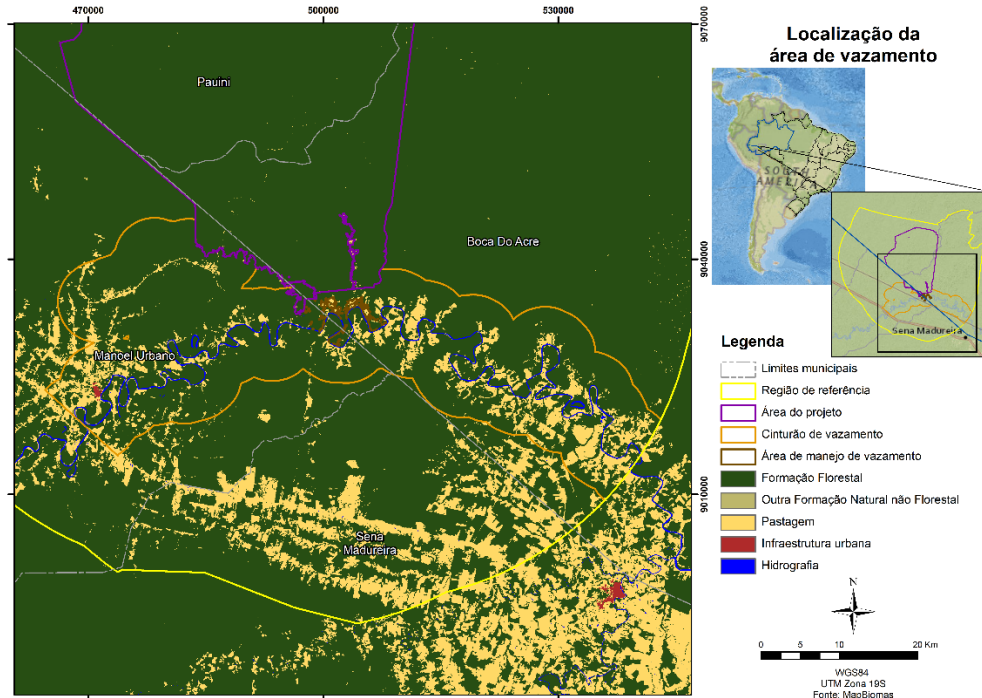 470000
500000
530000
9070000
9040000
9010000
Pauini
Boca Do Acre
Manoel Urbano
Sena
Madureira
Localização da
área de vazamento
SOUTH
AMERICA
Sena Madureira
Legenda
Limites municipais
Região de referência
Área do projeto
Cinturão de vazamento
Área de manejo de vazamento
Formação Florestal
Outra Formação Natural não Florestal
Pastagem
Infraestrutura urbana
Hidrografia
N
0 5 10 20 Km
WGS84
UTM Zona 19S
Fonte: MapBiomas